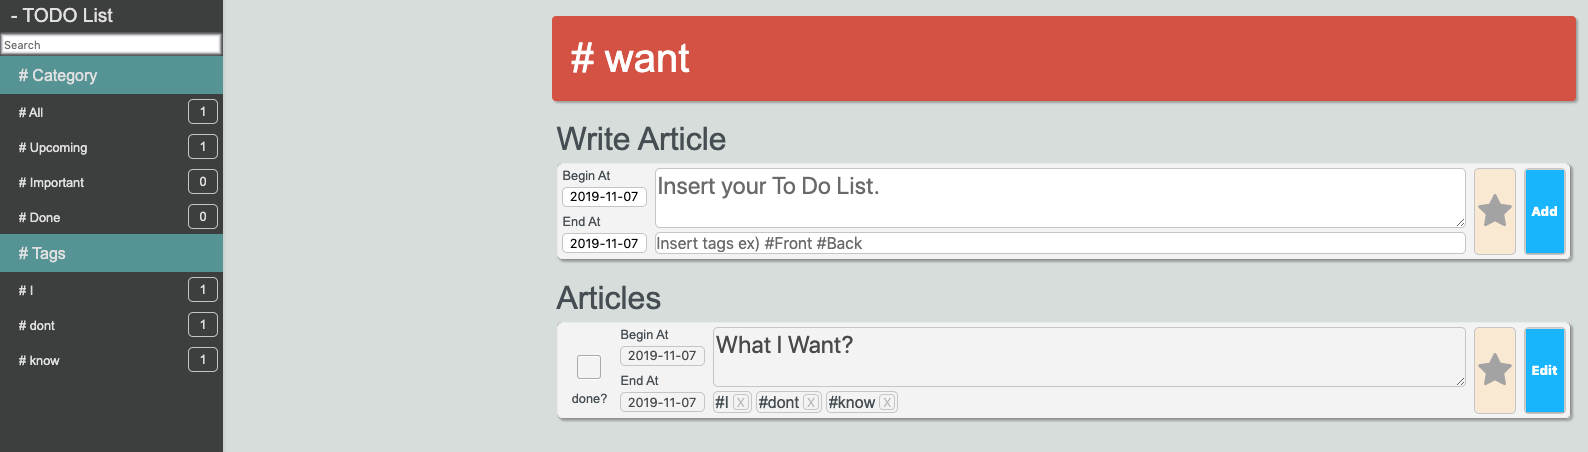 - TODO List
Search
# Category
# All 1
# Upcoming 1
# Important 0
# Done 0
# Tags
# I 1
# dont 1
# know 1
# want
Write Article
Begin At
2019-11-07
End At
2019-11-07
Insert your To Do List.
Insert tags ex) #Front #Back
Add
Articles
done?
Begin At
2019-11-07
End At
2019-11-07
What I Want?
#I X #dont X #know X
Edit